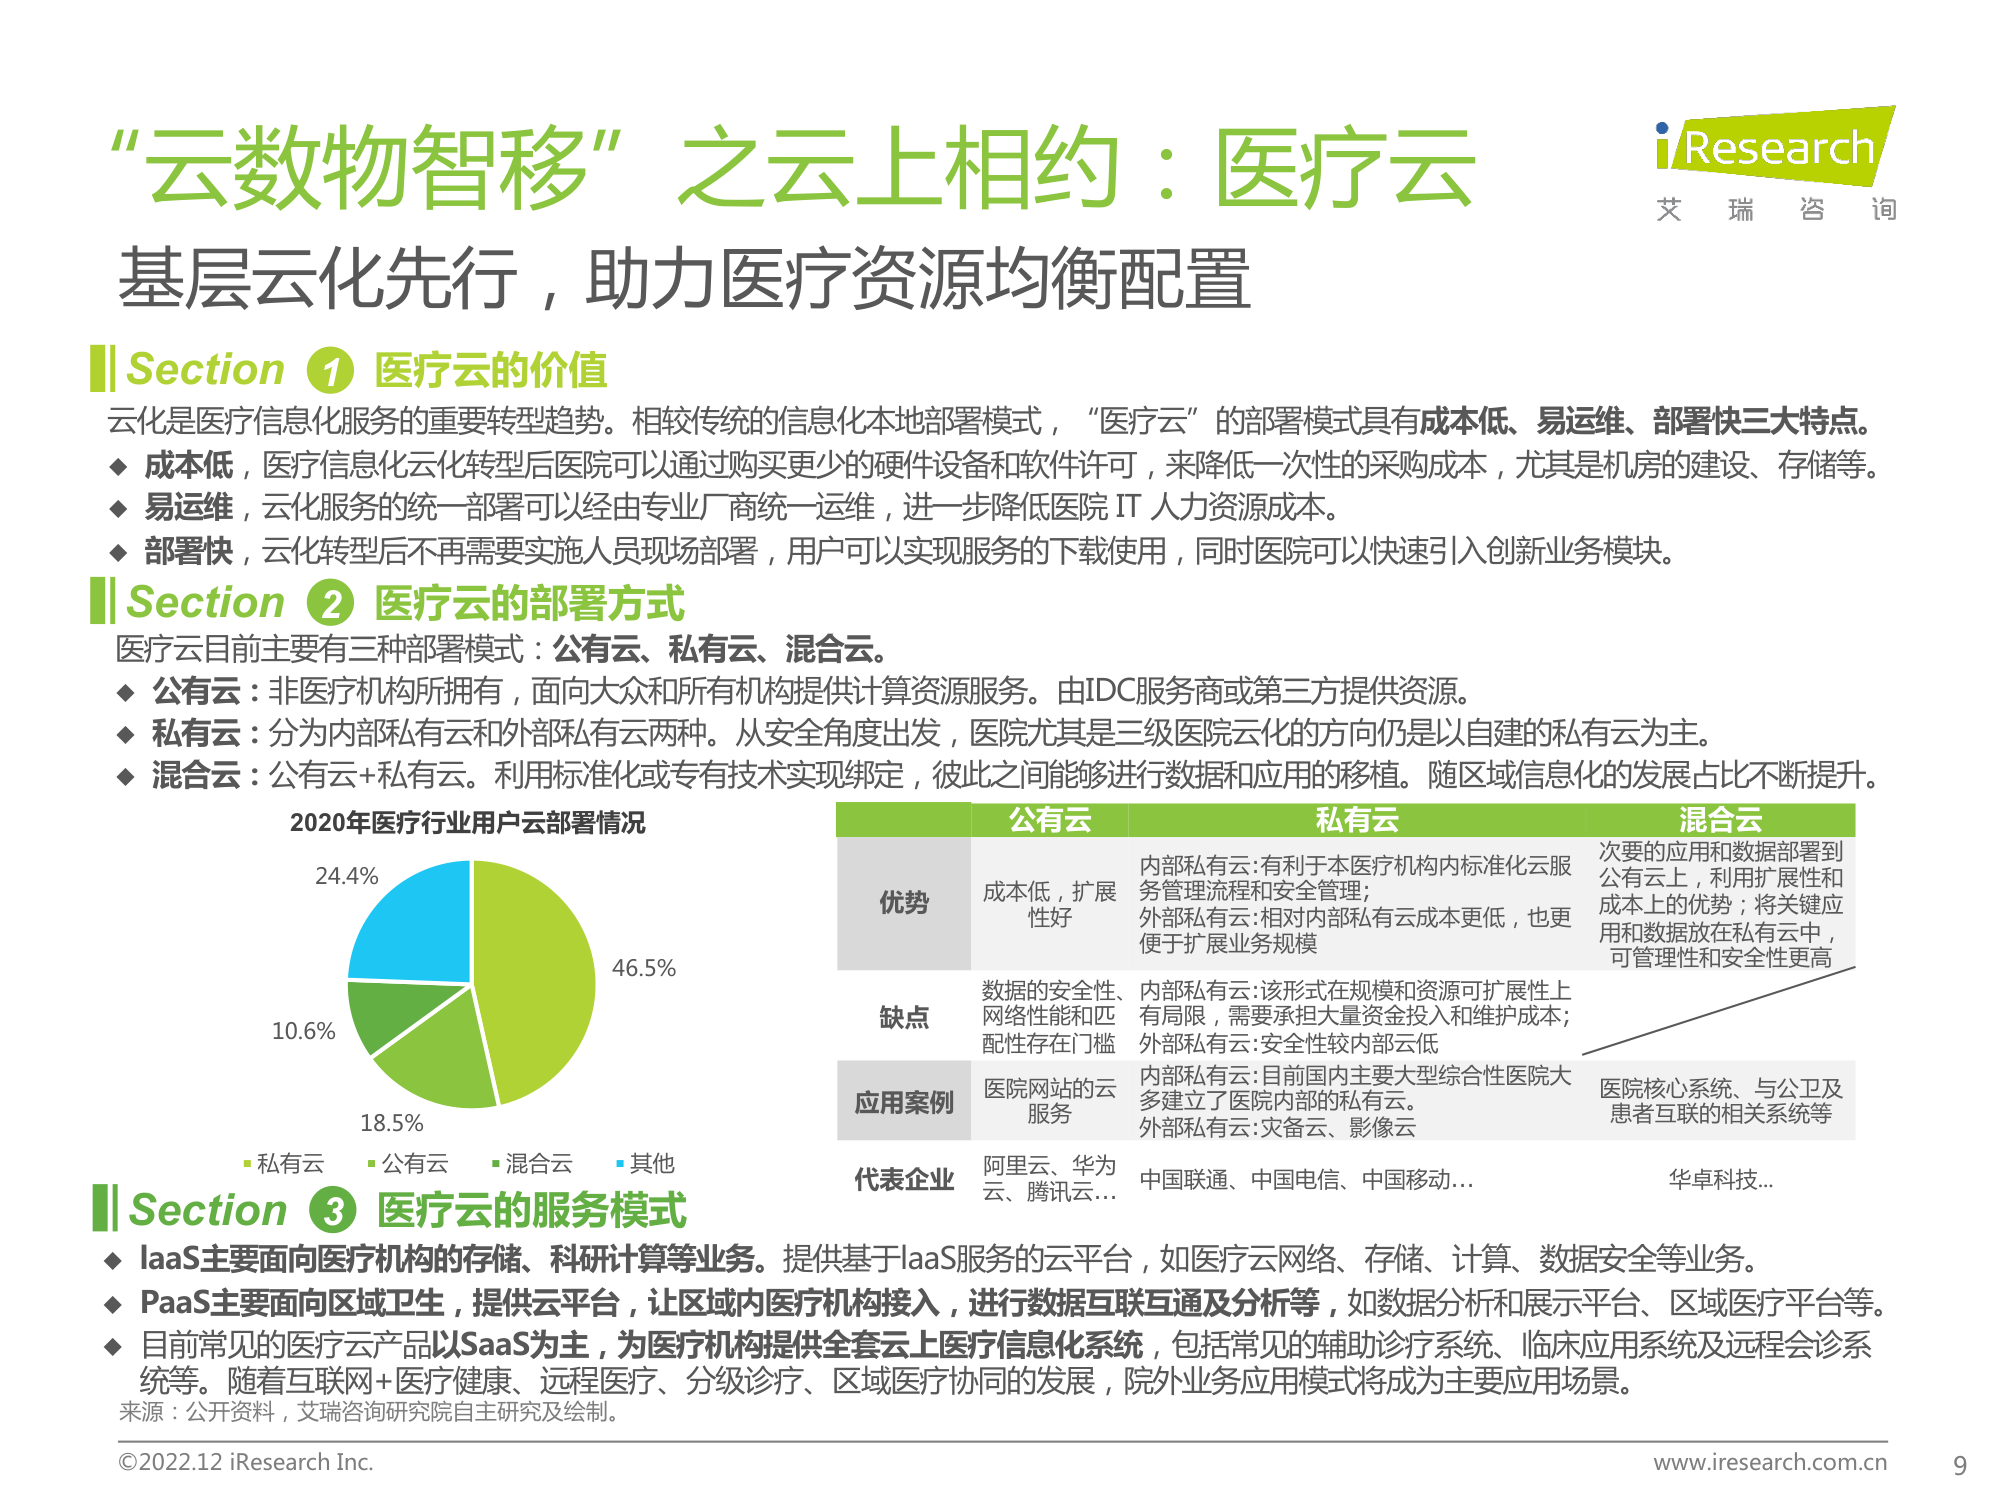 “云数物智移”之云上相约：医疗云
iResearch
艾瑞咨询
基层云化先行，助力医疗资源均衡配置
Section 1 医疗云的价值
云化是医疗信息化服务的重要转型趋势。相较传统的信息化本地部署模式，“医疗云”的部署模式具有成本低、易运维、部署快三大特点。
◆ 成本低，医疗信息化云化转型后医院可以通过购买更少的硬件设备和软件许可，来降低一次性的采购成本，尤其是机房的建设、存储等。
◆ 易运维，云化服务的统一部署可以经由专业厂商统一运维，进一步降低医院 IT 人力资源成本。
◆ 部署快，云化转型后不再需要实施人员现场部署，用户可以实现服务的下载使用，同时医院可以快速引入创新业务模块。
Section 2 医疗云的部署方式
医疗云目前主要有三种部署模式：公有云、私有云、混合云。
◆ 公有云：非医疗机构所拥有，面向大众和所有机构提供计算资源服务。由IDC服务商或第三方提供资源。
◆ 私有云：分为内部私有云和外部私有云两种。从安全角度出发，医院尤其是三级医院云化的方向仍是以自建的私有云为主。
◆ 混合云：公有云+私有云。利用标准化或专有技术实现绑定，彼此之间能够进行数据和应用的移植。随区域信息化的发展占比不断提升。
2020年医疗行业用户云部署情况
24.4%
46.5%
10.6%
18.5%
私有云 公有云 混合云 其他
公有云 私有云 混合云
优势
成本低，扩展
性好
内部私有云:有利于本医疗机构内标准化云服
务管理流程和安全管理;
外部私有云:相对内部私有云成本更低，也更
便于扩展业务规模
次要的应用和数据部署到
公有云上，利用扩展性和
成本上的优势；将关键应
用和数据放在私有云中，
可管理性和安全性更高
缺点
数据的安全性、
网络性能和匹
配性存在门槛
内部私有云:该形式在规模和资源可扩展性上
有局限，需要承担大量资金投入和维护成本;
外部私有云:安全性较内部云低
应用案例
医院网站的云
服务
内部私有云:目前国内主要大型综合性医院大
多建立了医院内部的私有云。
外部私有云:灾备云、影像云
医院核心系统、与公卫及
患者互联的相关系统等
代表企业
阿里云、华为
云、腾讯云…
中国联通、中国电信、中国移动…
华卓科技...
Section 3 医疗云的服务模式
◆ IaaS主要面向医疗机构的存储、科研计算等业务。提供基于IaaS服务的云平台，如医疗云网络、存储、计算、数据安全等业务。
◆ PaaS主要面向区域卫生，提供云平台，让区域内医疗机构接入，进行数据互联互通及分析等，如数据分析和展示平台、区域医疗平台等。
◆ 目前常见的医疗云产品以SaaS为主，为医疗机构提供全套云上医疗信息化系统，包括常见的辅助诊疗系统、临床应用系统及远程会诊系
统等。随着互联网+医疗健康、远程医疗、分级诊疗、区域医疗协同的发展，院外业务应用模式将成为主要应用场景。
来源：公开资料，艾瑞咨询研究院自主研究及绘制。
©2022.12 iResearch Inc.
www.iresearch.com.cn
9